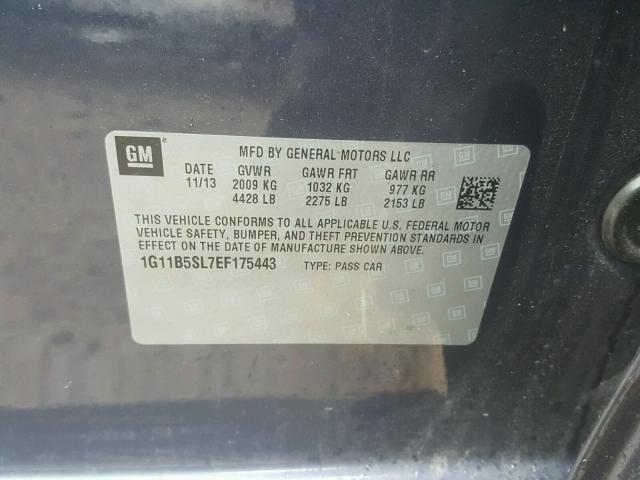 GM
MFD BY GENERAL MOTORS LLC
DATE GVWR GAWR FRT GAWR RR
11/13 2009 KG 1032 KG 977 KG
4428 LB 2275 LB 2153 LB
THIS VEHICLE CONFORMS TO ALL APPLICABLE U.S. FEDERAL MOTOR
VEHICLE SAFETY, BUMPER, AND THEFT PREVENTION STANDARDS IN
EFFECT ON THE DATE OF MANUFACTURE SHOWN ABOVE.
1G11B5SL7EF175443 TYPE: PASS CAR